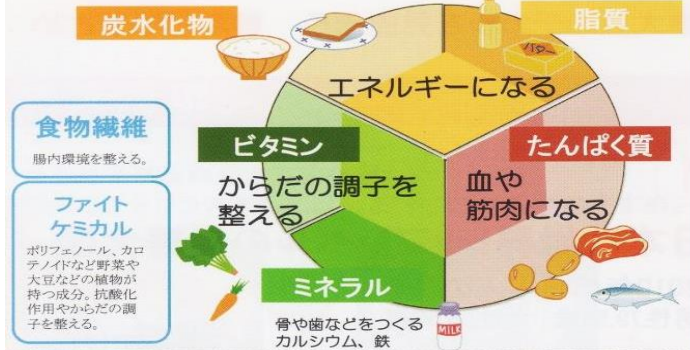 炭水化物
脂質
バター
エネルギーになる
食物繊維
腸内環境を整える。
ビタミン
からだの調子を
整える
たんぱく質
血や
筋肉になる
ファイト
ケミカル
ポリフェノール、カロ
テノイドなど野菜や
大豆などの植物が
持つ成分。抗酸化
作用やからだの調
子を整える。
ミネラル
骨や歯などをつくる
カルシウム、鉄
MILK